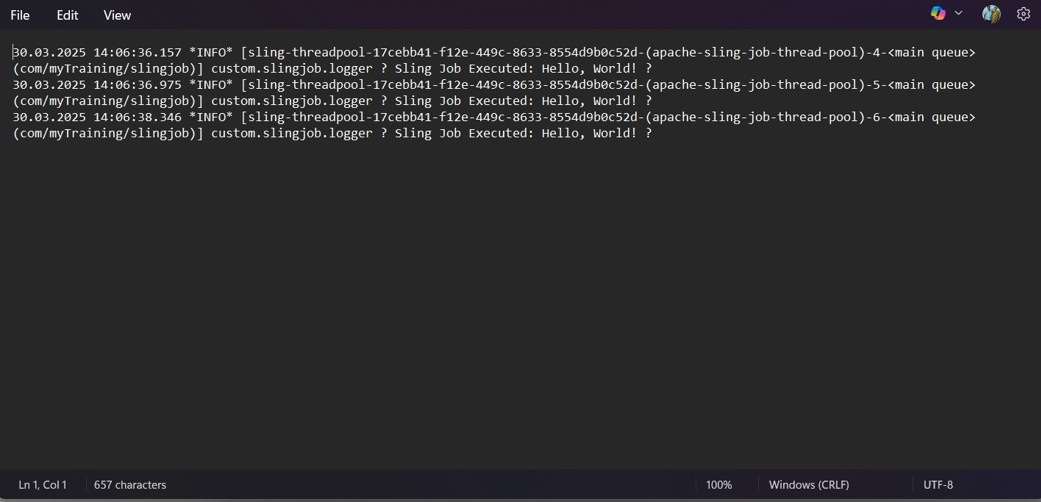 File Edit View
30.03.2025 14:06:36.157 *INFO* [sling-threadpool-17cebb41-f12e-449c-8633-8554d9b0c52d-(apache-sling-job-thread-pool)-4-<main queue>
(com/myTraining/slingjob)] custom.slingjob.logger ? Sling Job Executed: Hello, World! ?
30.03.2025 14:06:36.975 *INFO* [sling-threadpool-17cebb41-f12e-449c-8633-8554d9b0c52d-(apache-sling-job-thread-pool)-5-<main queue>
(com/myTraining/slingjob)] custom.slingjob.logger ? Sling Job Executed: Hello, World! ?
30.03.2025 14:06:38.346 *INFO* [sling-threadpool-17cebb41-f12e-449c-8633-8554d9b0c52d-(apache-sling-job-thread-pool)-6-<main queue>
(com/myTraining/slingjob)] custom.slingjob.logger ? Sling Job Executed: Hello, World! ?
Ln 1, Col 1 657 characters 100% Windows (CRLF) UTF-8